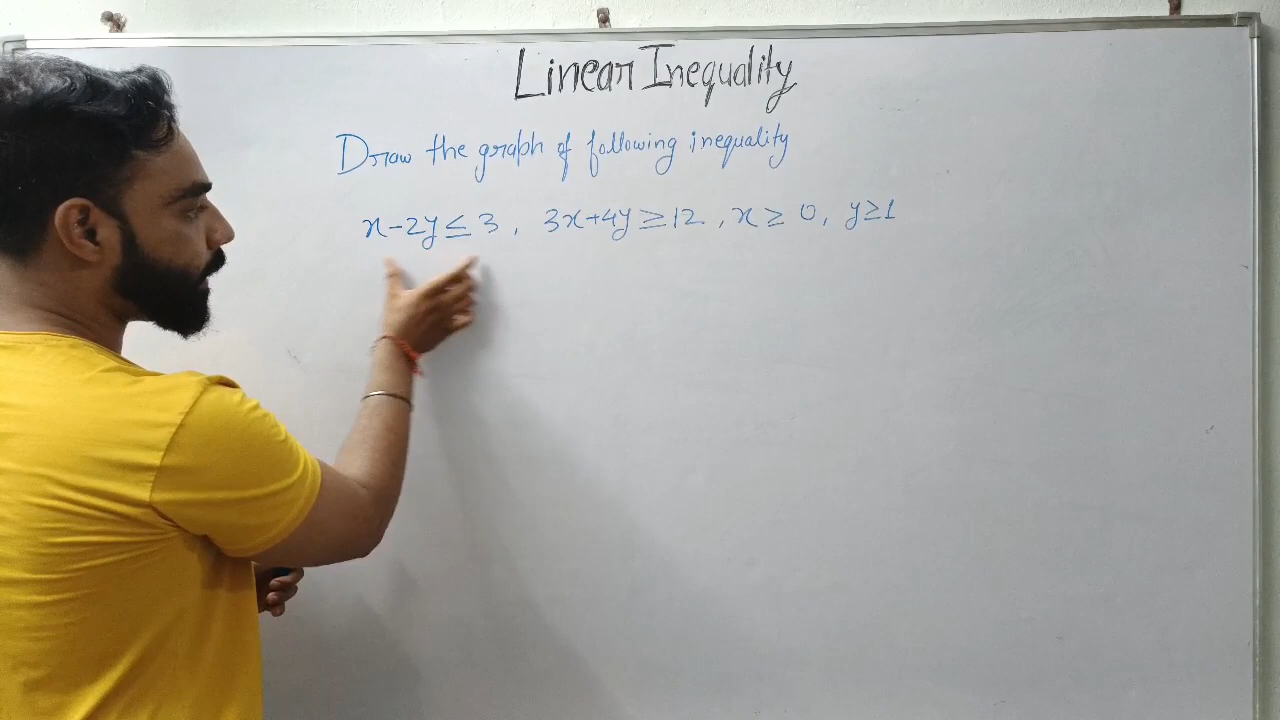 Linear Inequality
Draw the graph of following inequality
x-2y≤3, 3x+4y≥12, x≥0, y≥1